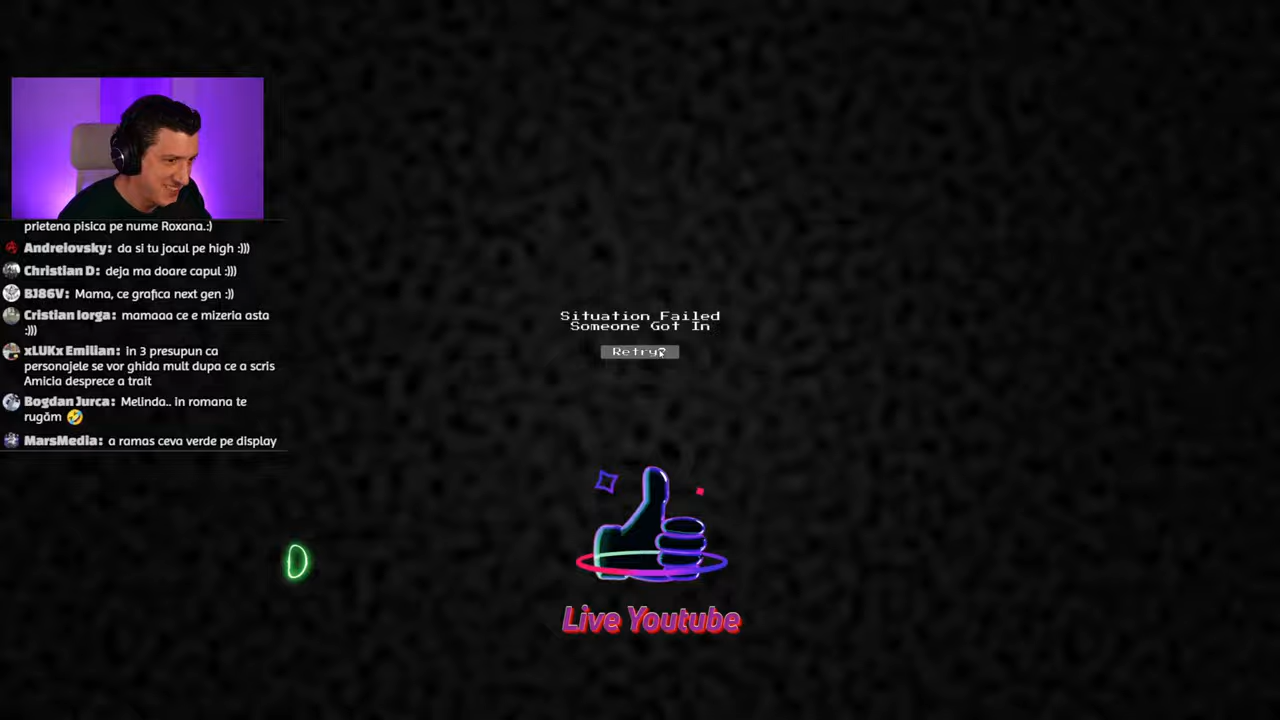 prietena pisica pe nume Roxana.:)
Andreiovsky: da si tu jocul pe high :)))
Christian D: deja ma doare capul :)))
BJ86V: Mama, ce grafica next gen :))
Cristian Iorga: mamaaa ce e mizeria asta
:)))
xLUKx Emilian: in 3 presupun ca
personajele se vor ghida mult dupa ce a scris
Amicia desprece a trait
Bogdan Jurca: Melinda.. in romana te
rugăm 🤣
MarsMedia: a ramas ceva verde pe display
Situation Failed
Someone Got In
Retry?
D
Live Youtube